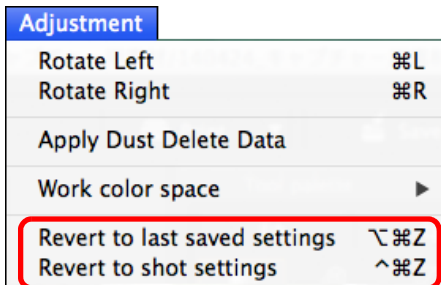 Adjustment
Rotate Left ⌘L
Rotate Right ⌘R
Apply Dust Delete Data
Work color space ▶
Revert to last saved settings ⌥⌘Z
Revert to shot settings ^⌘Z